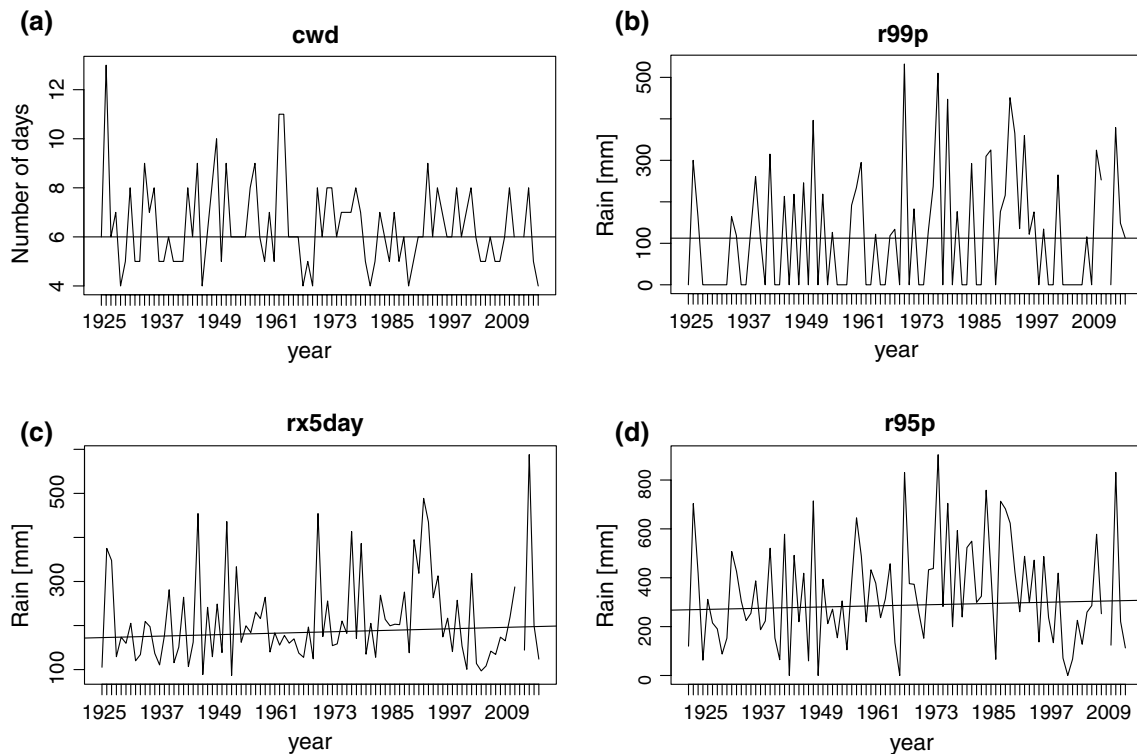 (a)
cwd
Number of days
12
10
8
6
4
1925 1937 1949 1961 1973 1985 1997 2009
year
(b)
r99p
Rain [mm]
500
300
100
0
1925 1937 1949 1961 1973 1985 1997 2009
year
(c)
rx5day
Rain [mm]
500
300
100
1925 1937 1949 1961 1973 1985 1997 2009
year
(d)
r95p
Rain [mm]
800
600
400
200
0
1925 1937 1949 1961 1973 1985 1997 2009
year